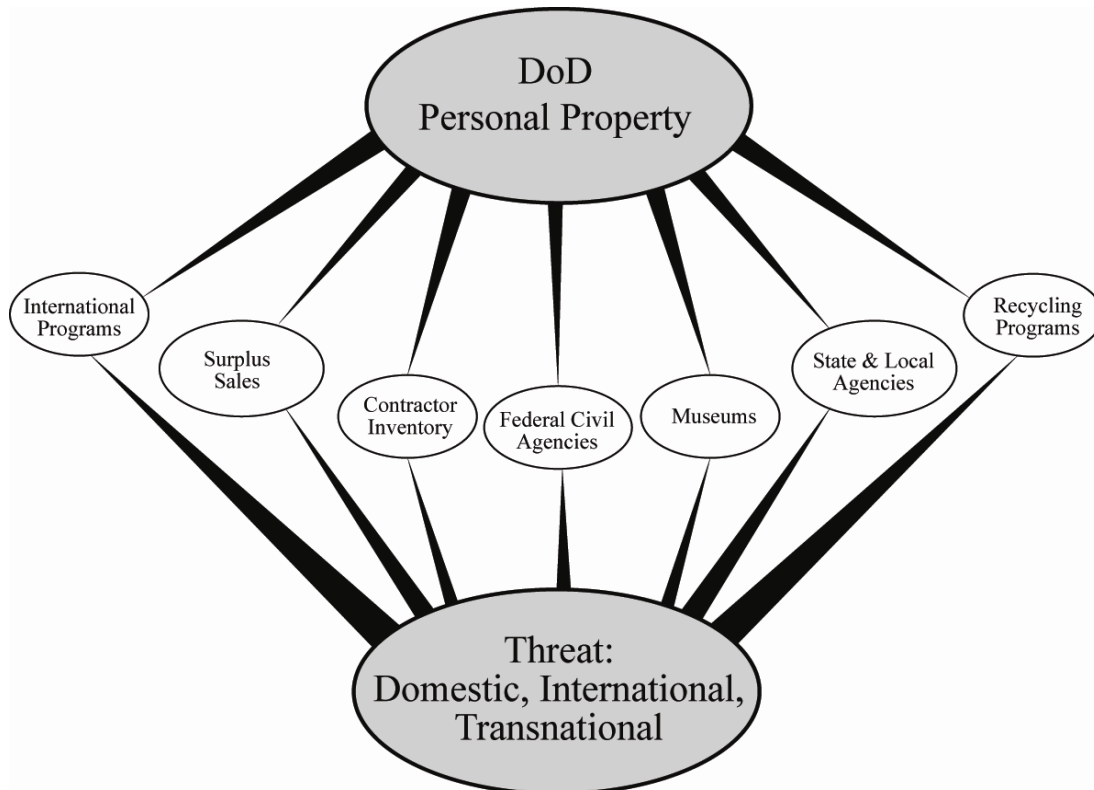 DoD
Personal Property
International
Programs
Surplus
Sales
Contractor
Inventory
Federal Civil
Agencies
Museums
State & Local
Agencies
Recycling
Programs
Threat:
Domestic, International,
Transnational